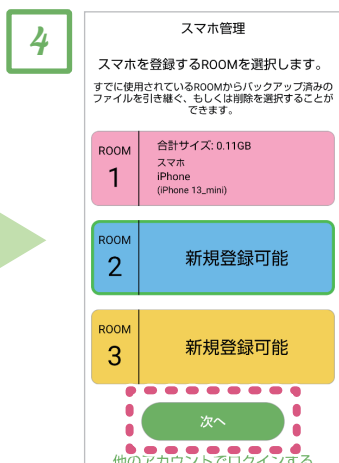 4
スマホ管理
スマホを登録するROOMを選択します。
すでに使用されているROOMからバックアップ済みの
ファイルを引き継ぐ、もしくは削除を選択することが
できます。
ROOM
1
合計サイズ: 0.11GB
スマホ
iPhone
(iPhone 13_mini)
ROOM
2
新規登録可能
ROOM
3
新規登録可能
次へ
他のアカウントでログインする